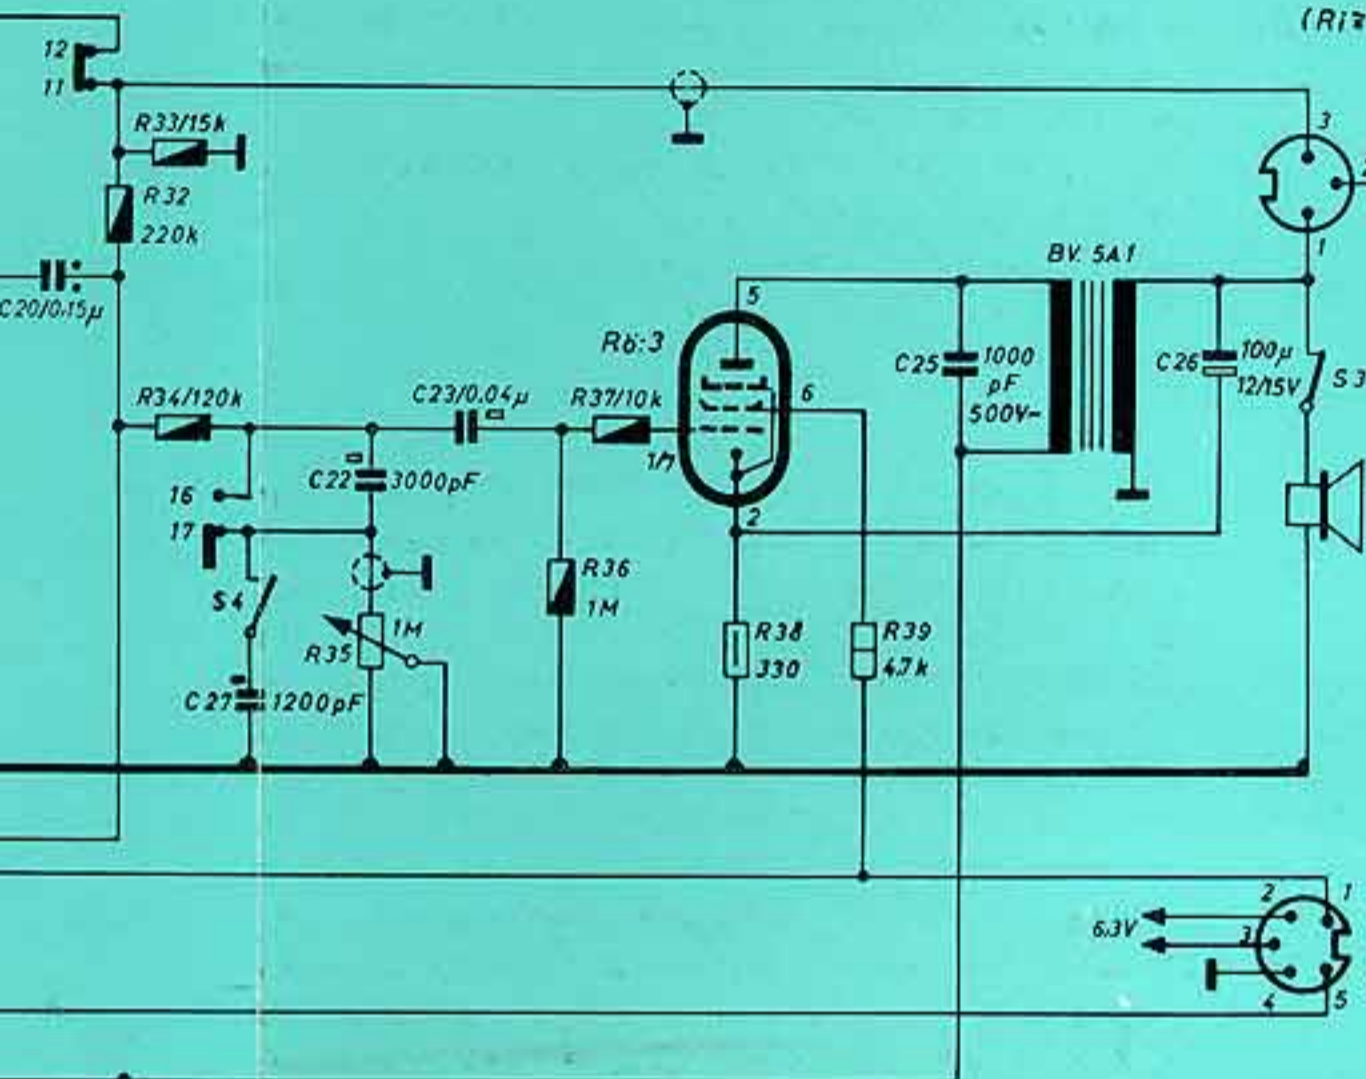 (Ri=
12
11
R33/15k
R32
220k
C20/0,15µ
3
1
BV. 5A1
5
Rö:3
6
C25
1000
pF
500V~
C26
100µ
12/15V
S3
R34/120k
C23/0.04µ
R37/10k
1/7
C22
3000pF
16
17
2
S4
R36
1M
1M
R35
R38
330
R39
4.7k
C27
1200pF
2
1
6.3V
3
4
5